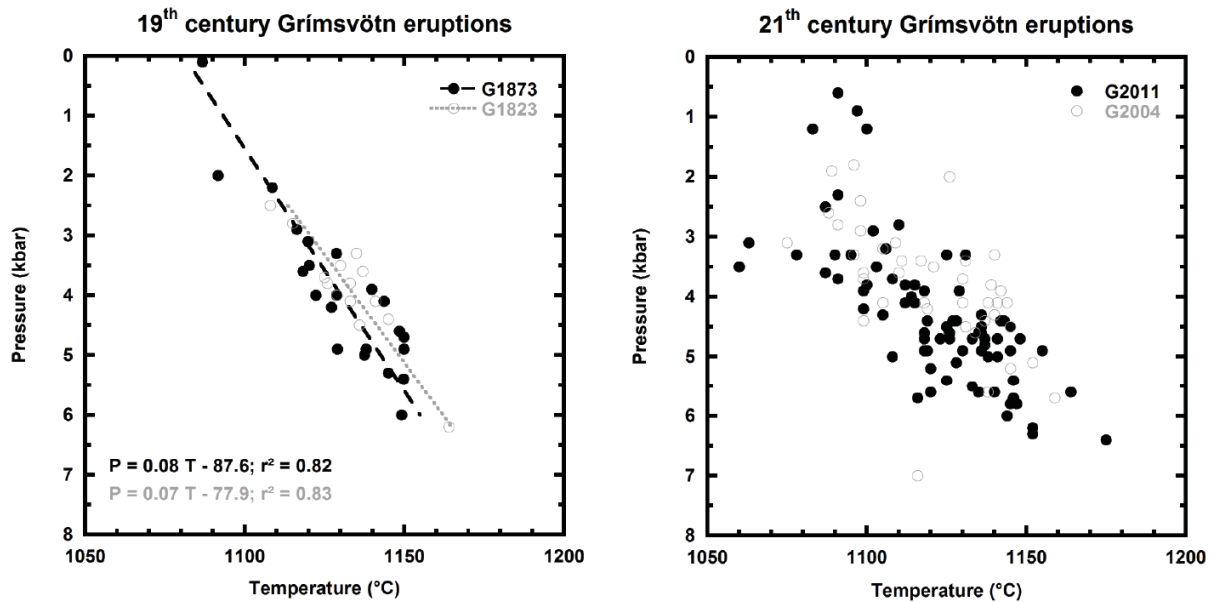 19th century Grímsvötn eruptions
0
1
2
3
4
5
6
7
8
Pressure (kbar)
G1873
G1823
P = 0.08 T - 87.6; r² = 0.82
P = 0.07 T - 77.9; r² = 0.83
1050 1100 1150 1200
Temperature (°C)
21th century Grímsvötn eruptions
0
1
2
3
4
5
6
7
8
Pressure (kbar)
G2011
G2004
1050 1100 1150 1200
Temperature (°C)